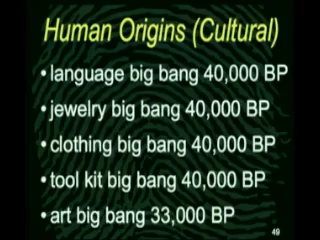 Human Origins (Cultural)
• language big bang 40,000 BP
• jewelry big bang 40,000 BP
• clothing big bang 40,000 BP
• tool kit big bang 40,000 BP
• art big bang 33,000 BP
49